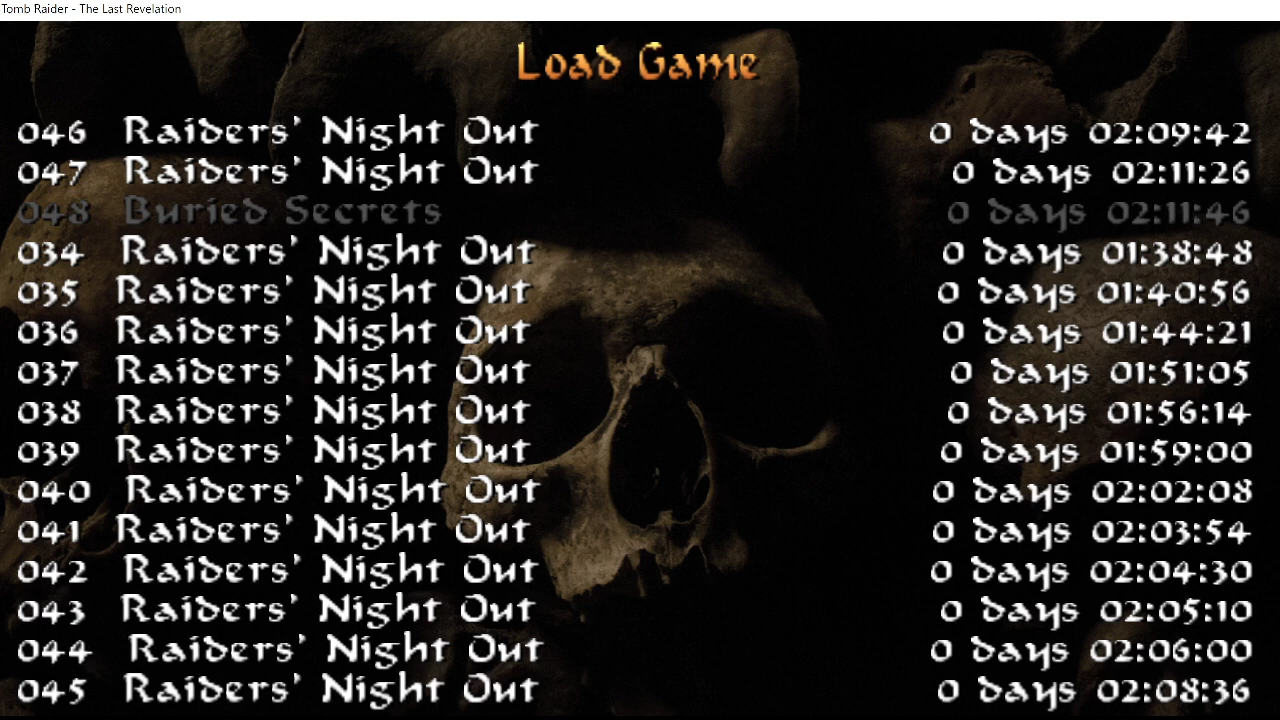 Tomb Raider - The Last Revelation
Load Game
046 Raiders' Night Out 0 days 02:09:42
047 Raiders' Night Out 0 days 02:11:26
048 Buried Secrets 0 days 02:11:46
034 Raiders' Night Out 0 days 01:38:48
035 Raiders' Night Out 0 days 01:40:56
036 Raiders' Night Out 0 days 01:44:21
037 Raiders' Night Out 0 days 01:51:05
038 Raiders' Night Out 0 days 01:56:14
039 Raiders' Night Out 0 days 01:59:00
040 Raiders' Night Out 0 days 02:02:08
041 Raiders' Night Out 0 days 02:03:54
042 Raiders' Night Out 0 days 02:04:30
043 Raiders' Night Out 0 days 02:05:10
044 Raiders' Night Out 0 days 02:06:00
045 Raiders' Night Out 0 days 02:08:36